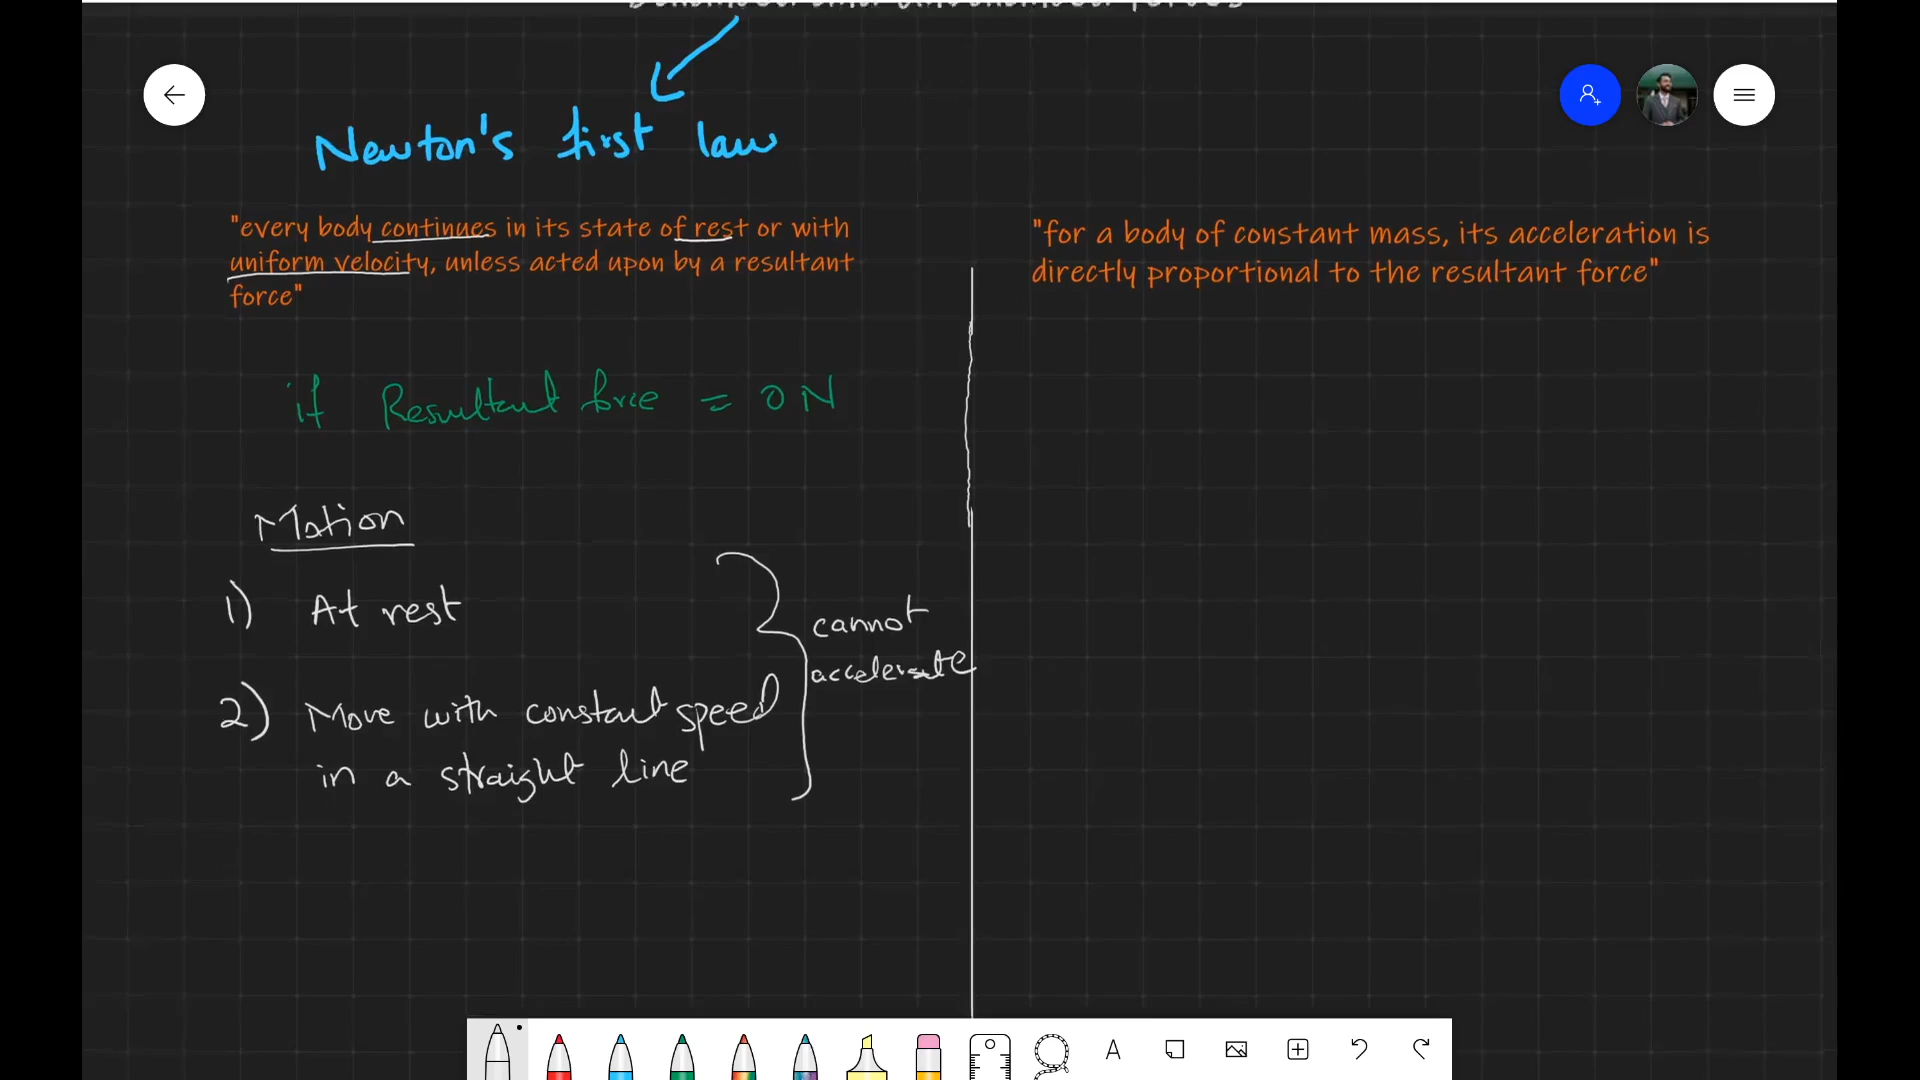 Newton's first law
"every body continues in its state of rest or with
uniform velocity, unless acted upon by a resultant
force"
"for a body of constant mass, its acceleration is
directly proportional to the resultant force"
if Resultant force = 0 N
Motion
1) At rest
2) Move with constant speed
in a straight line
cannot
accelerate
A